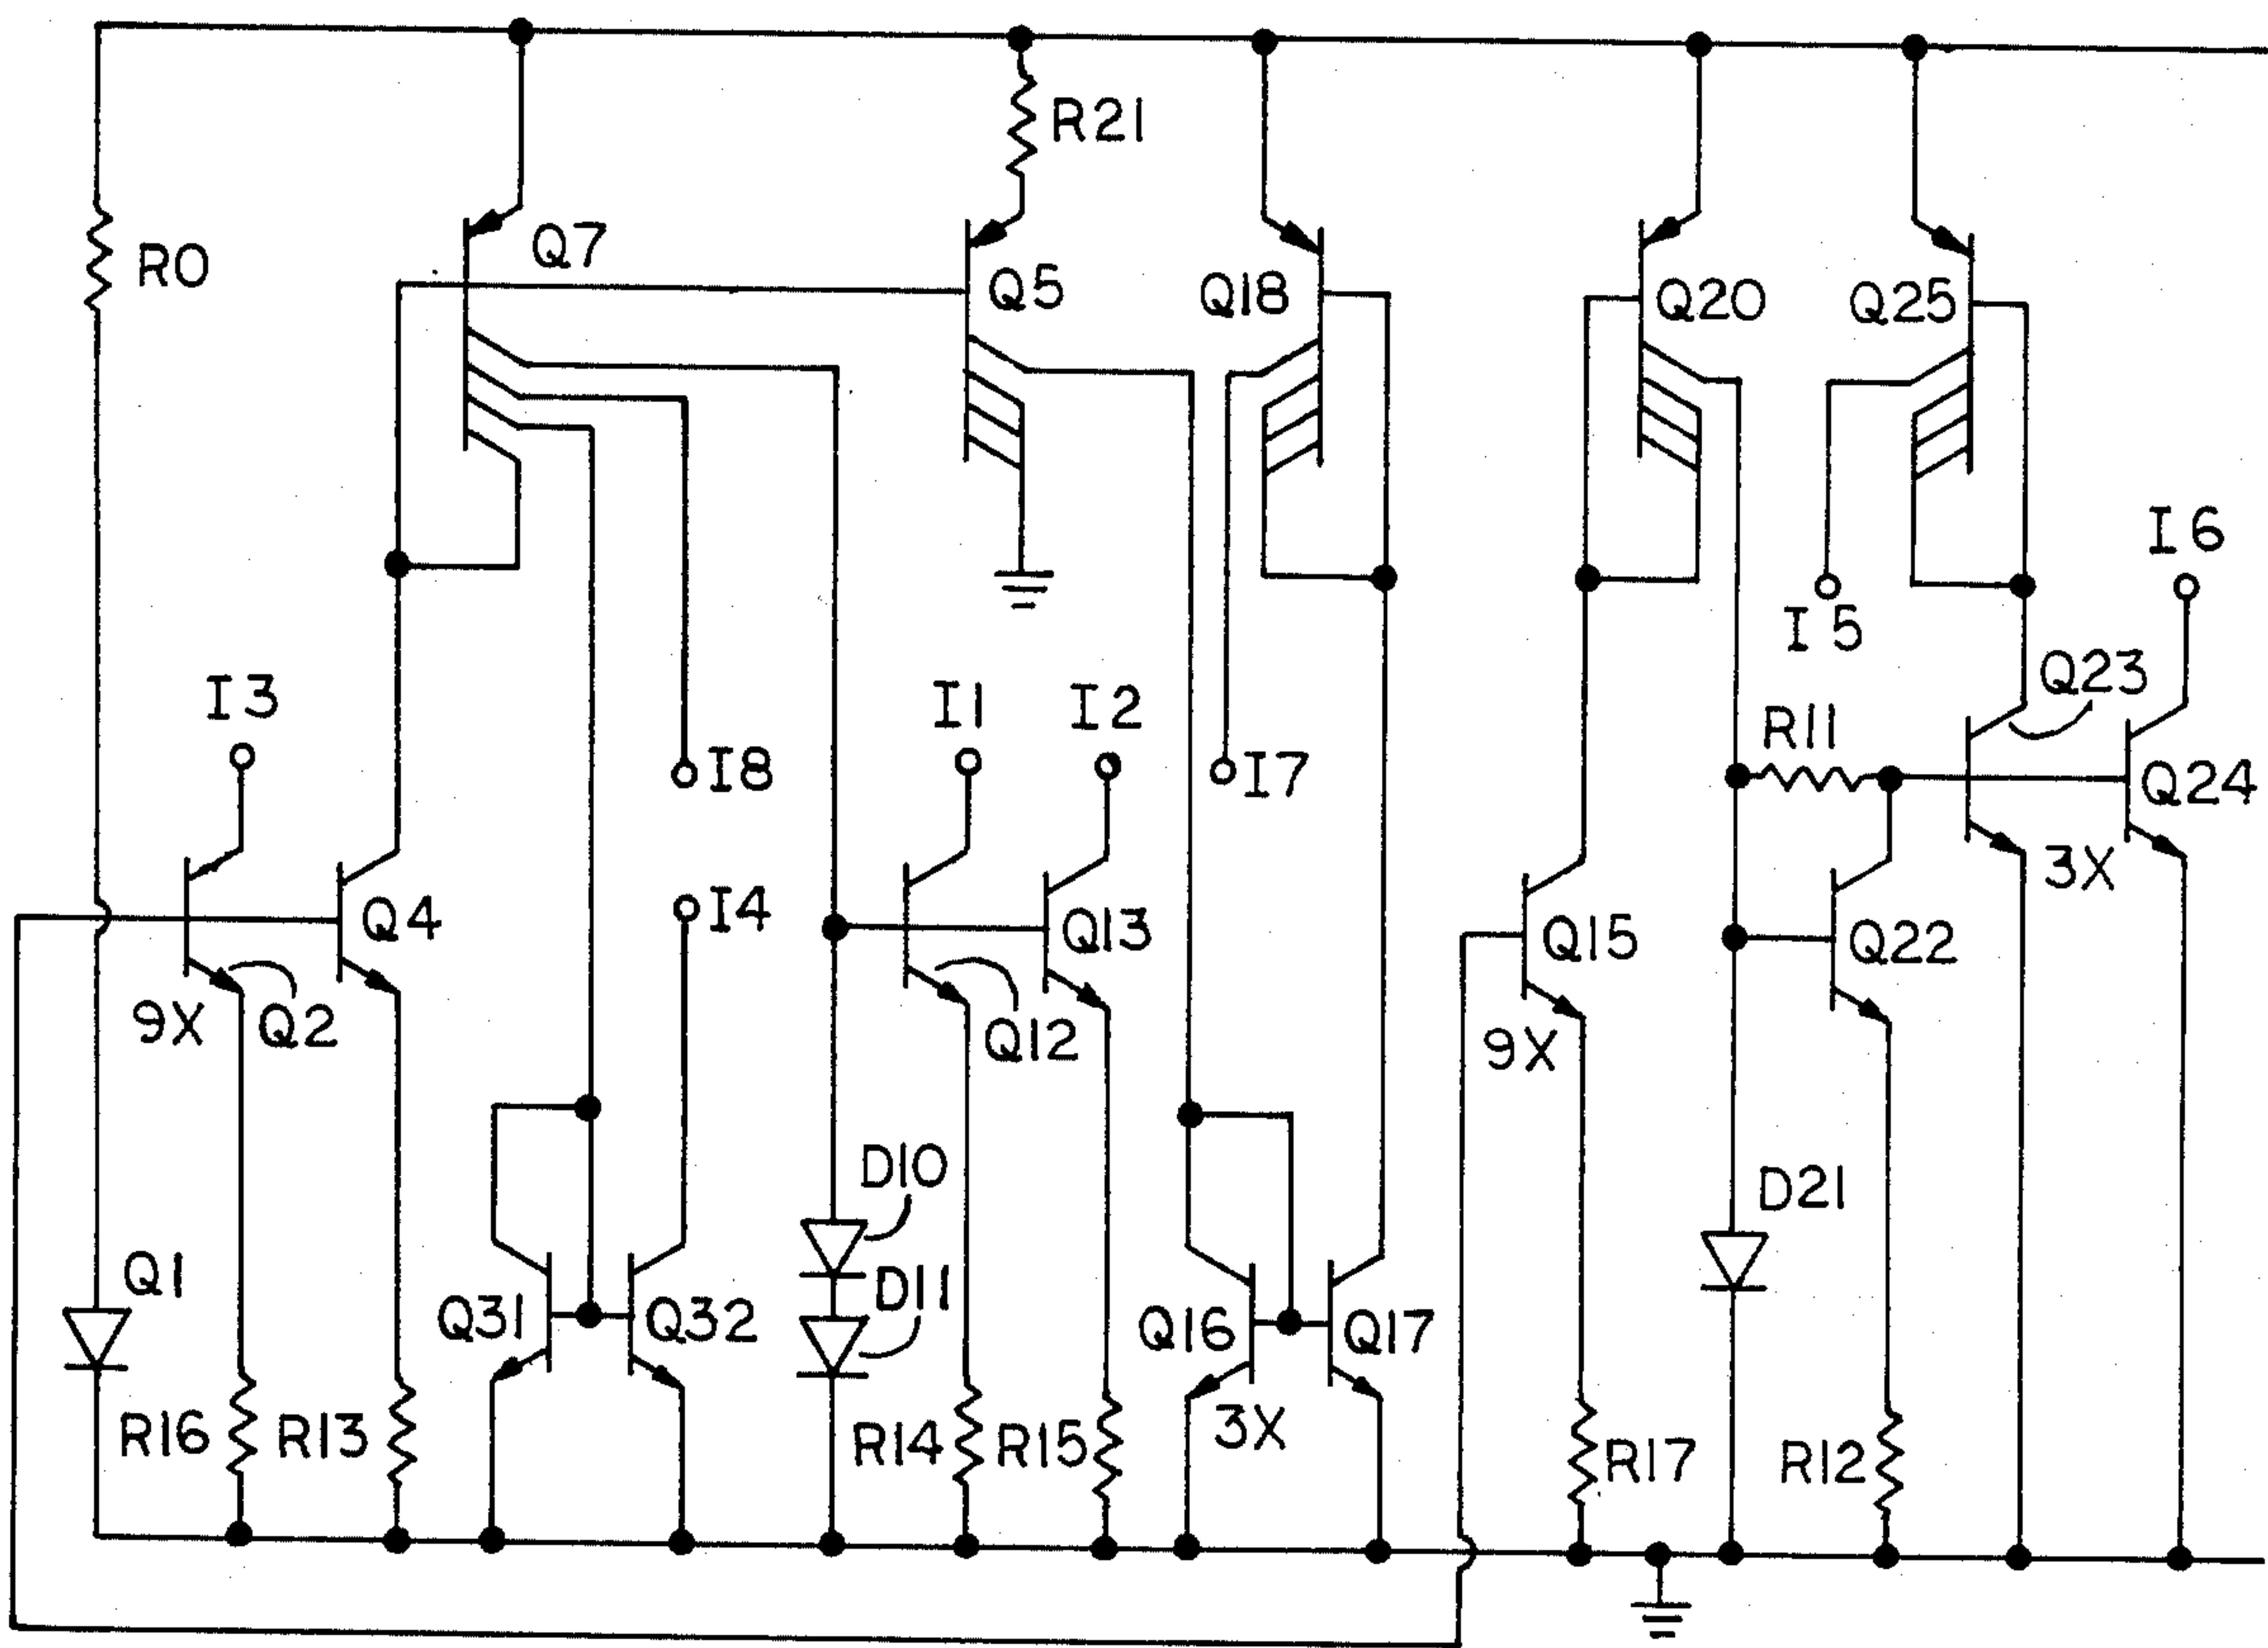 R21
Q7
R0
Q5
Q18
Q20
Q25
I6
I5
Q23
I3
I1
I2
R11
I8
I7
Q24
3X
I4
Q4
Q13
Q15
Q22
9X
Q2
Q12
9X
D10
D21
Q1
D11
Q31
Q32
Q16
Q17
R16
R13
R14
R15
3X
R17
R12